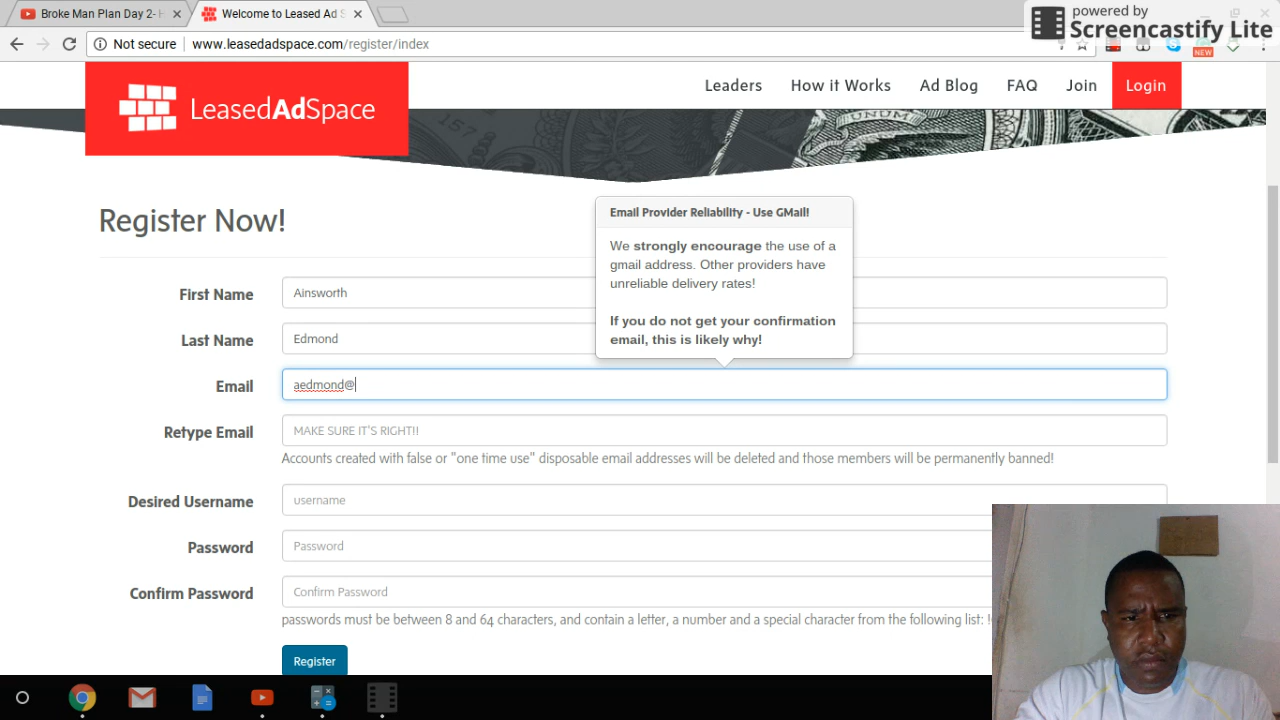 Broke Man Plan Day 2- H
Welcome to Leased Ad S
powered by
Screencastify Lite
Not secure
www.leasedadspace.com/register/index
NEW
LeasedAdSpace
Leaders
How it Works
Ad Blog
FAQ
Join
Login
Register Now!
Email Provider Reliability - Use GMail!
We strongly encourage the use of a
gmail address. Other providers have
unreliable delivery rates!
If you do not get your confirmation
email, this is likely why!
First Name
Ainsworth
Last Name
Edmond
Email
aedmond@
Retype Email
MAKE SURE IT'S RIGHT!!
Accounts created with false or "one time use" disposable email addresses will be deleted and those members will be permanently banned!
Desired Username
username
Password
Password
Confirm Password
Confirm Password
passwords must be between 8 and 64 characters, and contain a letter, a number and a special character from the following list: !
Register